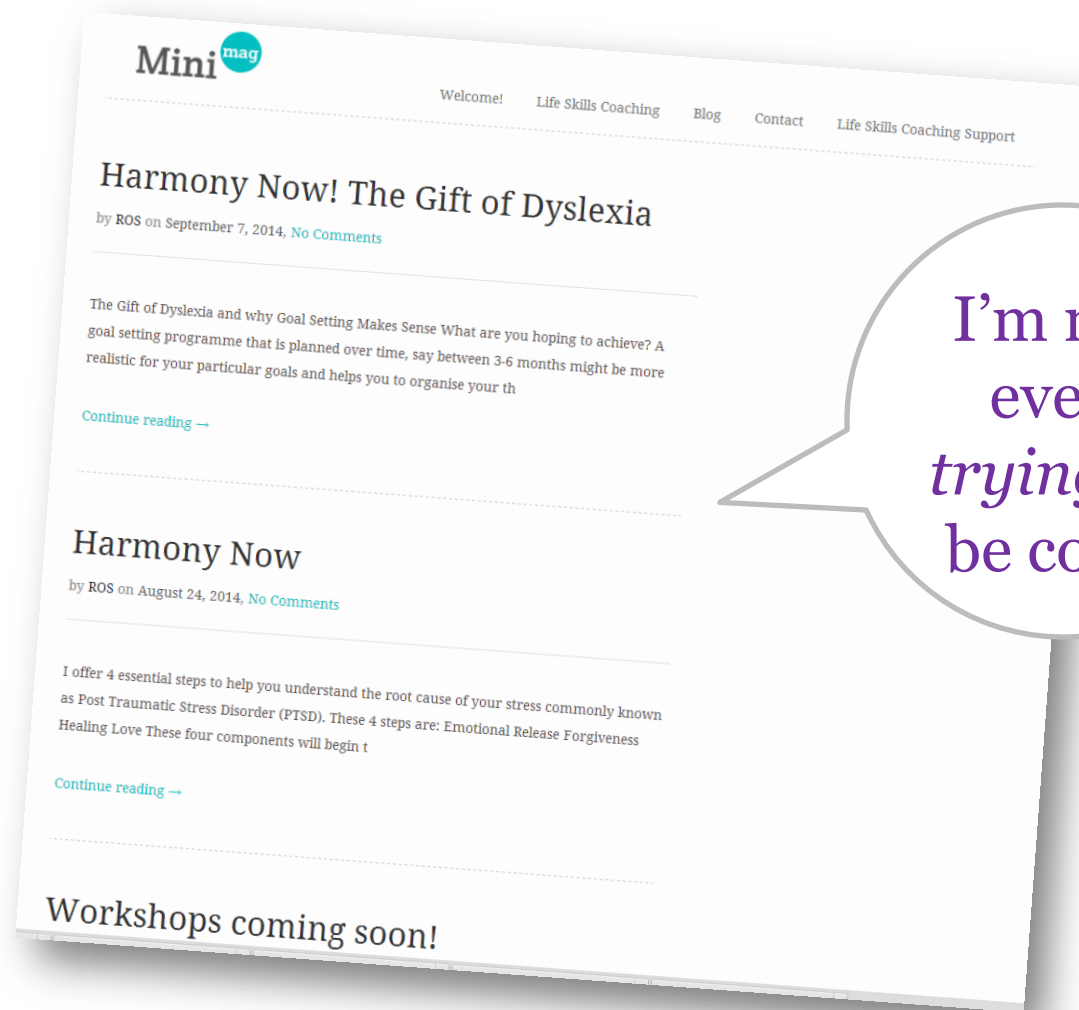 Mini mag
Welcome! Life Skills Coaching Blog Contact Life Skills Coaching Support
Harmony Now! The Gift of Dyslexia
by ROS on September 7, 2014, No Comments
The Gift of Dyslexia and why Goal Setting Makes Sense What are you hoping to achieve? A
goal setting programme that is planned over time, say between 3-6 months might be more
realistic for your particular goals and helps you to organise your th
Continue reading →
Harmony Now
by ROS on August 24, 2014, No Comments
I offer 4 essential steps to help you understand the root cause of your stress commonly known
as Post Traumatic Stress Disorder (PTSD). These 4 steps are: Emotional Release Forgiveness
Healing Love These four components will begin t
Continue reading →
Workshops coming soon!
I'm
eve
trying
be co